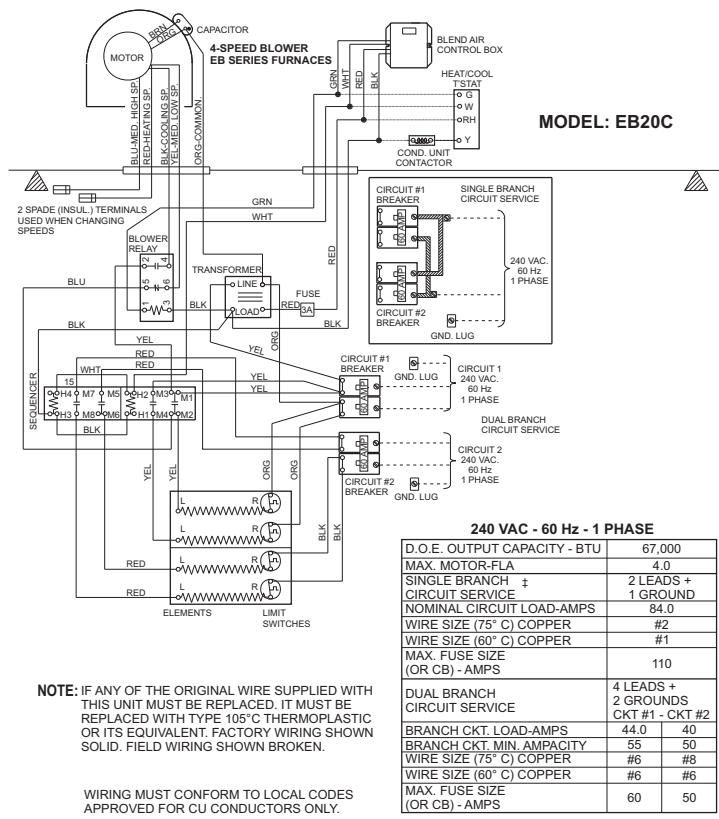 BRN
ORG
CAPACITOR
MOTOR
4-SPEED BLOWER
EB SERIES FURNACES
BLEND AIR
CONTROL BOX
GRN
WHT
RED
BLK
HEAT/COOL
T'STAT
G
W
RH
Y
COND. UNIT
CONTACTOR
MODEL: EB20C
BLU-MED. HIGH SP.
RED-HEATING SP.
BLK-COOLING SP.
YEL-MED. LOW SP.
ORG-COMMON.
2 SPADE (INSUL.) TERMINALS
USED WHEN CHANGING
SPEEDS
GRN
WHT
RED
BLOWER
RELAY
2
4
5
6
1
3
BLU
BLK
BLK
TRANSFORMER
LINE
LOAD
RED
FUSE
3A
BLK
ORG
YEL
CIRCUIT #1
BREAKER
60 AMP
SINGLE BRANCH
CIRCUIT SERVICE
240 VAC.
60 Hz
1 PHASE
60 AMP
CIRCUIT #2
BREAKER
GND. LUG
YEL
RED
RED
WHT
15
SEQUENCER
H4
M7
M5
H2
M3
M1
H3
M8
M6
H1
M4
M2
BLK
YEL
YEL
CIRCUIT #1
BREAKER
60 AMP
GND. LUG
CIRCUIT 1
240 VAC.
60 Hz
1 PHASE
DUAL BRANCH
CIRCUIT SERVICE
60 AMP
CIRCUIT #2
BREAKER
GND. LUG
CIRCUIT 2
240 VAC.
60 Hz
1 PHASE
YEL
YEL
ORG
ORG
BLK
BLK
L
R
L
R
L
R
L
R
RED
RED
ELEMENTS
LIMIT
SWITCHES
240 VAC - 60 Hz - 1 PHASE
D.O.E. OUTPUT CAPACITY - BTU 67,000
MAX. MOTOR-FLA 4.0
SINGLE BRANCH ‡ 2 LEADS +
CIRCUIT SERVICE 1 GROUND
NOMINAL CIRCUIT LOAD-AMPS 84.0
WIRE SIZE (75° C) COPPER #2
WIRE SIZE (60° C) COPPER #1
MAX. FUSE SIZE
(OR CB) - AMPS 110
DUAL BRANCH
CIRCUIT SERVICE
4 LEADS +
2 GROUNDS
CKT #1 - CKT #2
BRANCH CKT. LOAD-AMPS 44.0 40
BRANCH CKT. MIN. AMPACITY 55 50
WIRE SIZE (75° C) COPPER #6 #8
WIRE SIZE (60° C) COPPER #6 #6
MAX. FUSE SIZE
(OR CB) - AMPS 60 50
NOTE: IF ANY OF THE ORIGINAL WIRE SUPPLIED WITH
THIS UNIT MUST BE REPLACED. IT MUST BE
REPLACED WITH TYPE 105°C THERMOPLASTIC
OR ITS EQUIVALENT. FACTORY WIRING SHOWN
SOLID. FIELD WIRING SHOWN BROKEN.
WIRING MUST CONFORM TO LOCAL CODES
APPROVED FOR CU CONDUCTORS ONLY.